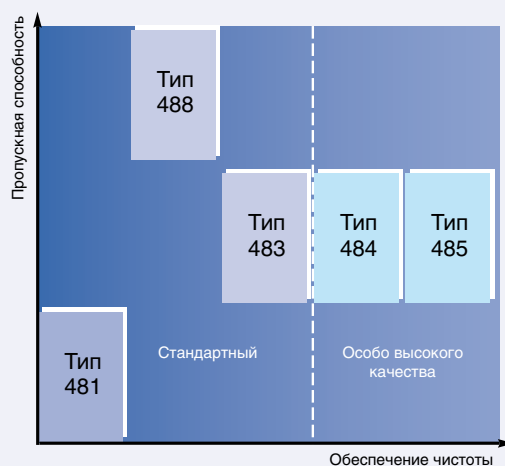 Пропускная способность
Тип
488
Тип
483
Тип
484
Тип
485
Тип
481
Стандартный
Особо высокого
качества
Обеспечение чистоты